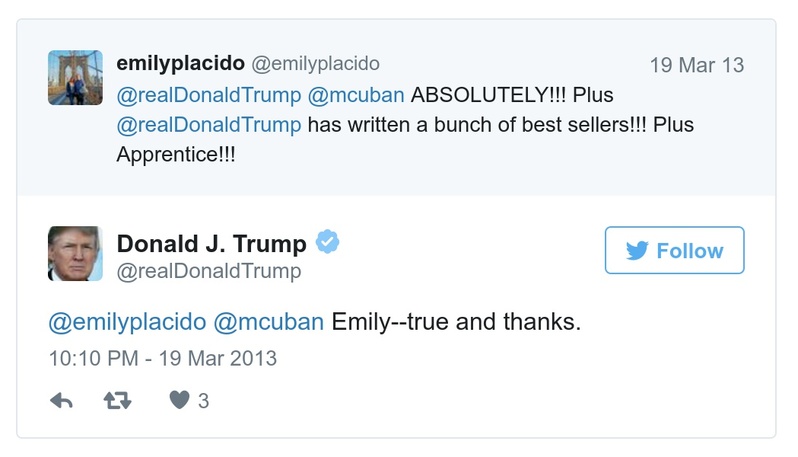 emilyplacido @emilyplacido 19 Mar 13
@realDonaldTrump @mcuban ABSOLUTELY!!! Plus
@realDonaldTrump has written a bunch of best sellers!!! Plus
Apprentice!!!
Donald J. Trump
Follow
@realDonaldTrump
@emilyplacido @mcuban Emily--true and thanks.
10:10 PM - 19 Mar 2013
3